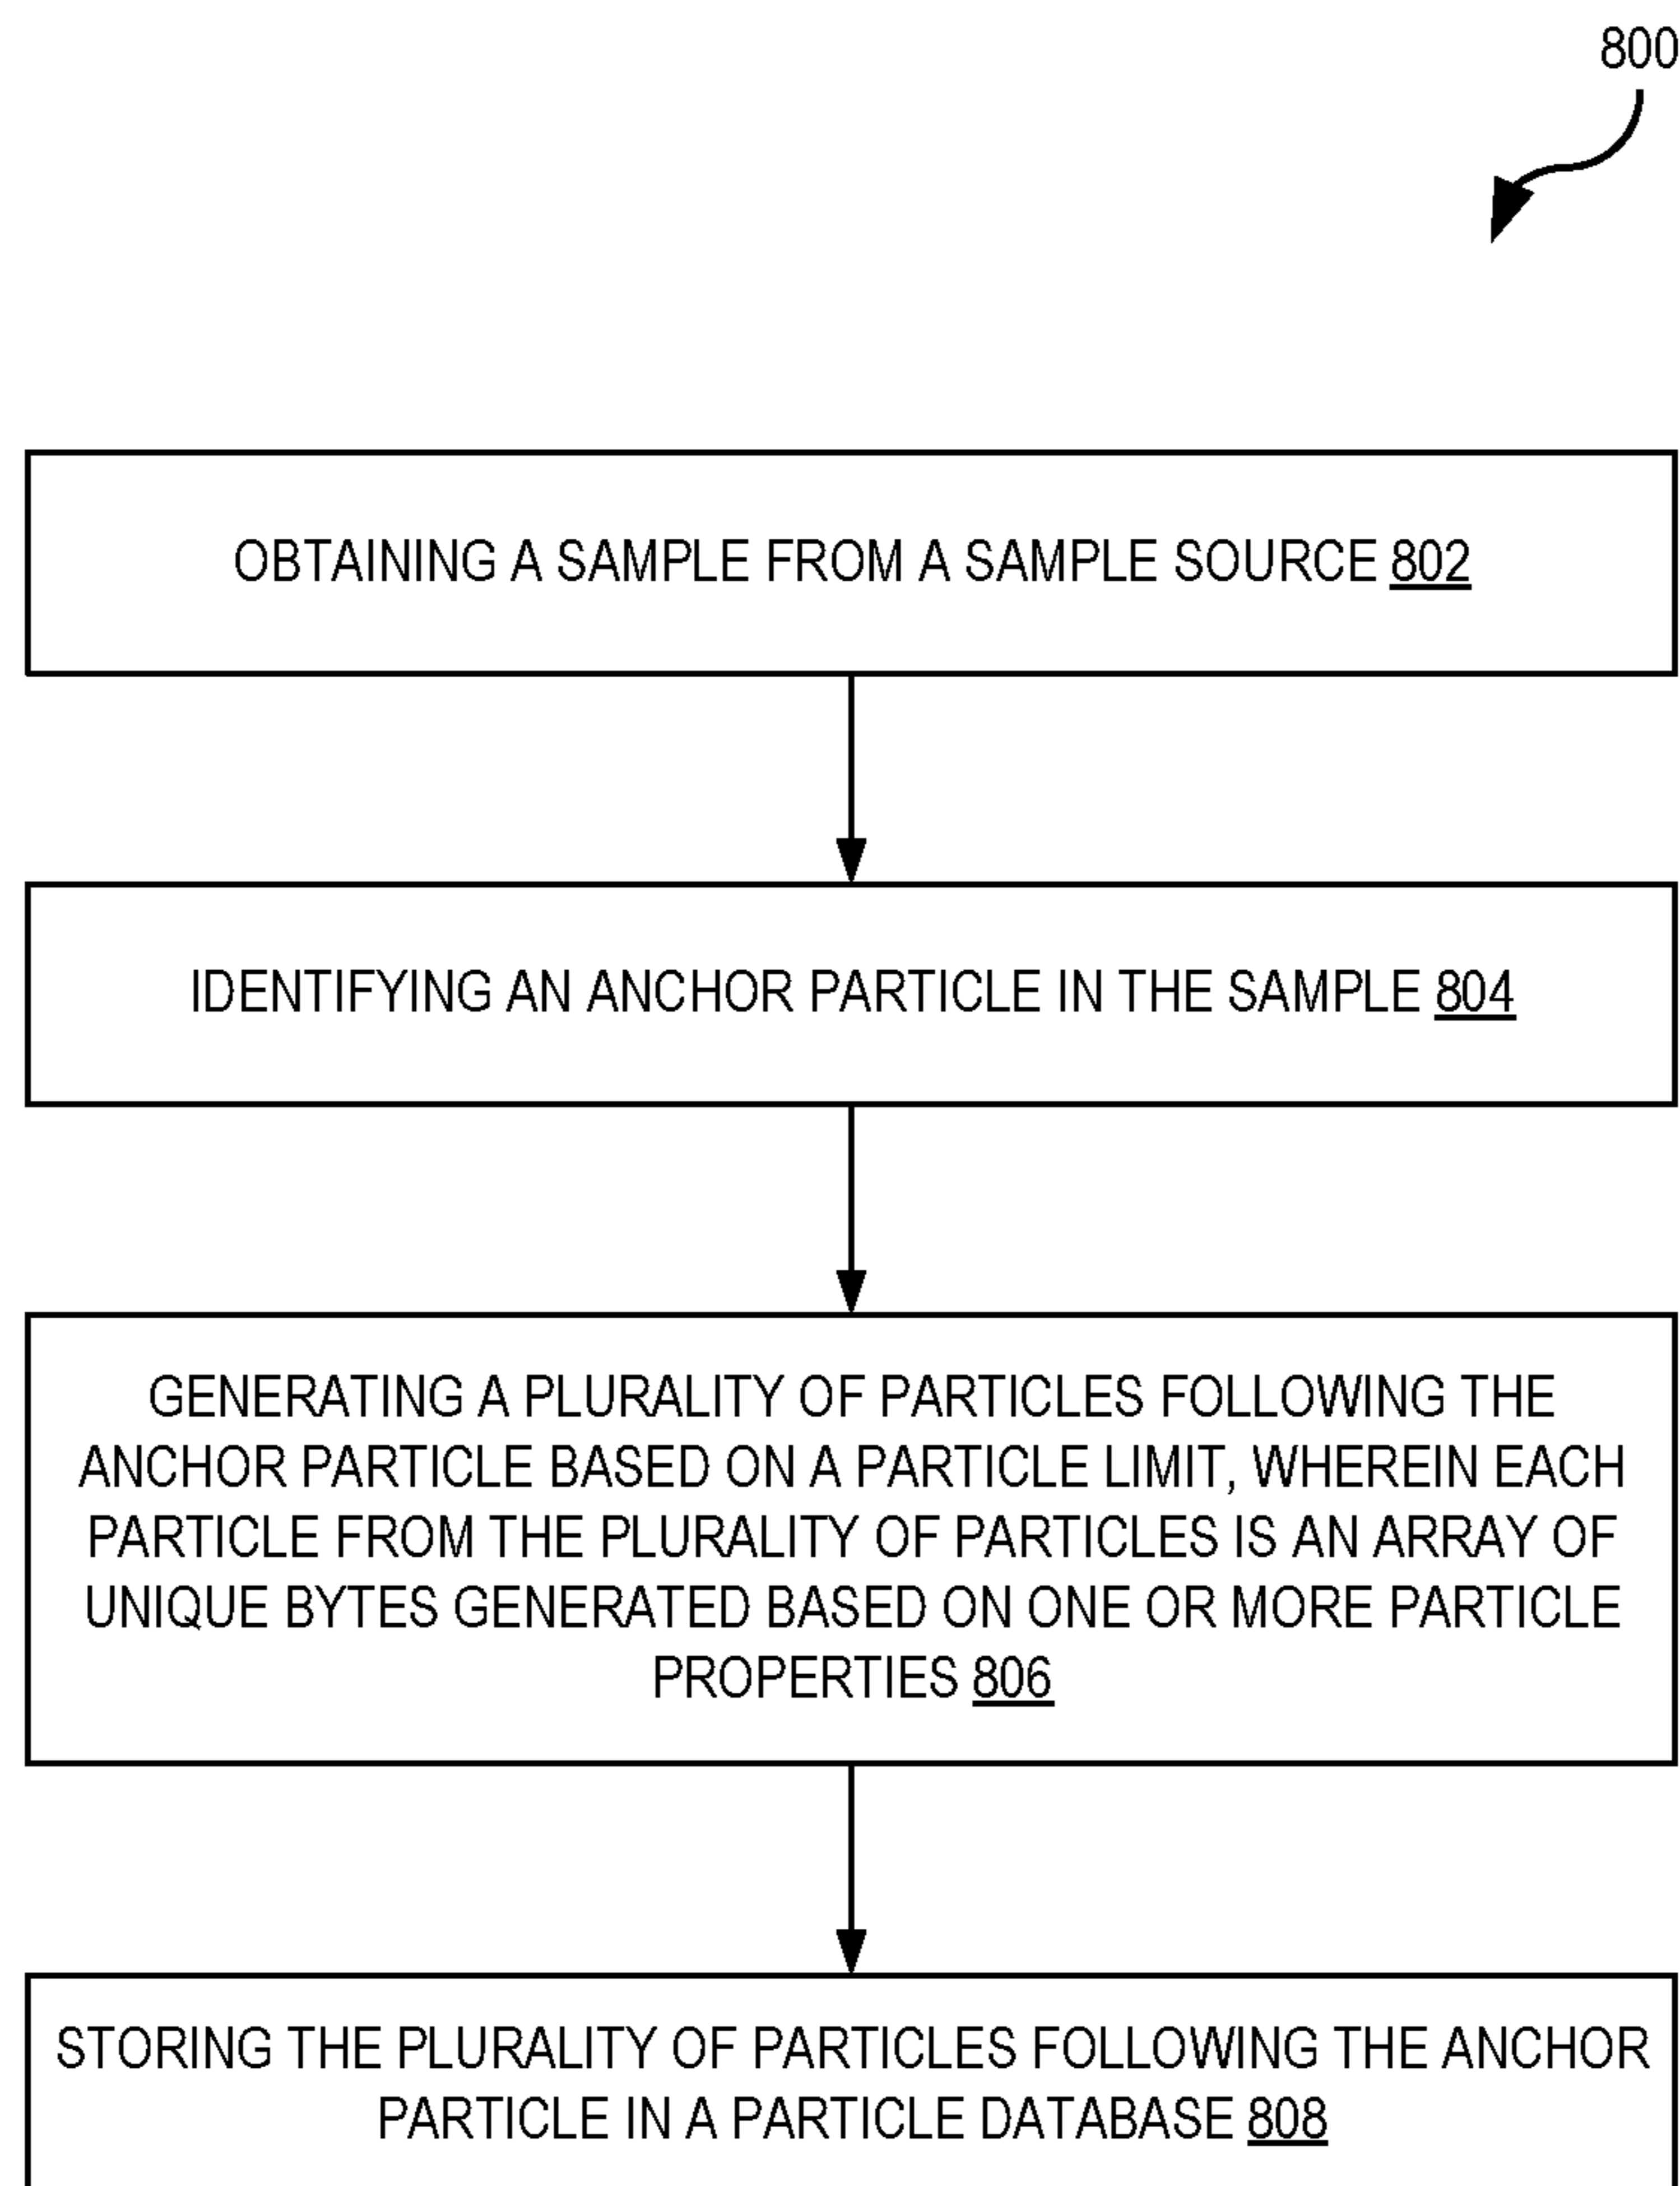 800
OBTAINING A SAMPLE FROM A SAMPLE SOURCE 802
IDENTIFYING AN ANCHOR PARTICLE IN THE SAMPLE 804
GENERATING A PLURALITY OF PARTICLES FOLLOWING THE
ANCHOR PARTICLE BASED ON A PARTICLE LIMIT, WHEREIN EACH
PARTICLE FROM THE PLURALITY OF PARTICLES IS AN ARRAY OF
UNIQUE BYTES GENERATED BASED ON ONE OR MORE PARTICLE
PROPERTIES 806
STORING THE PLURALITY OF PARTICLES FOLLOWING THE ANCHOR
PARTICLE IN A PARTICLE DATABASE 808